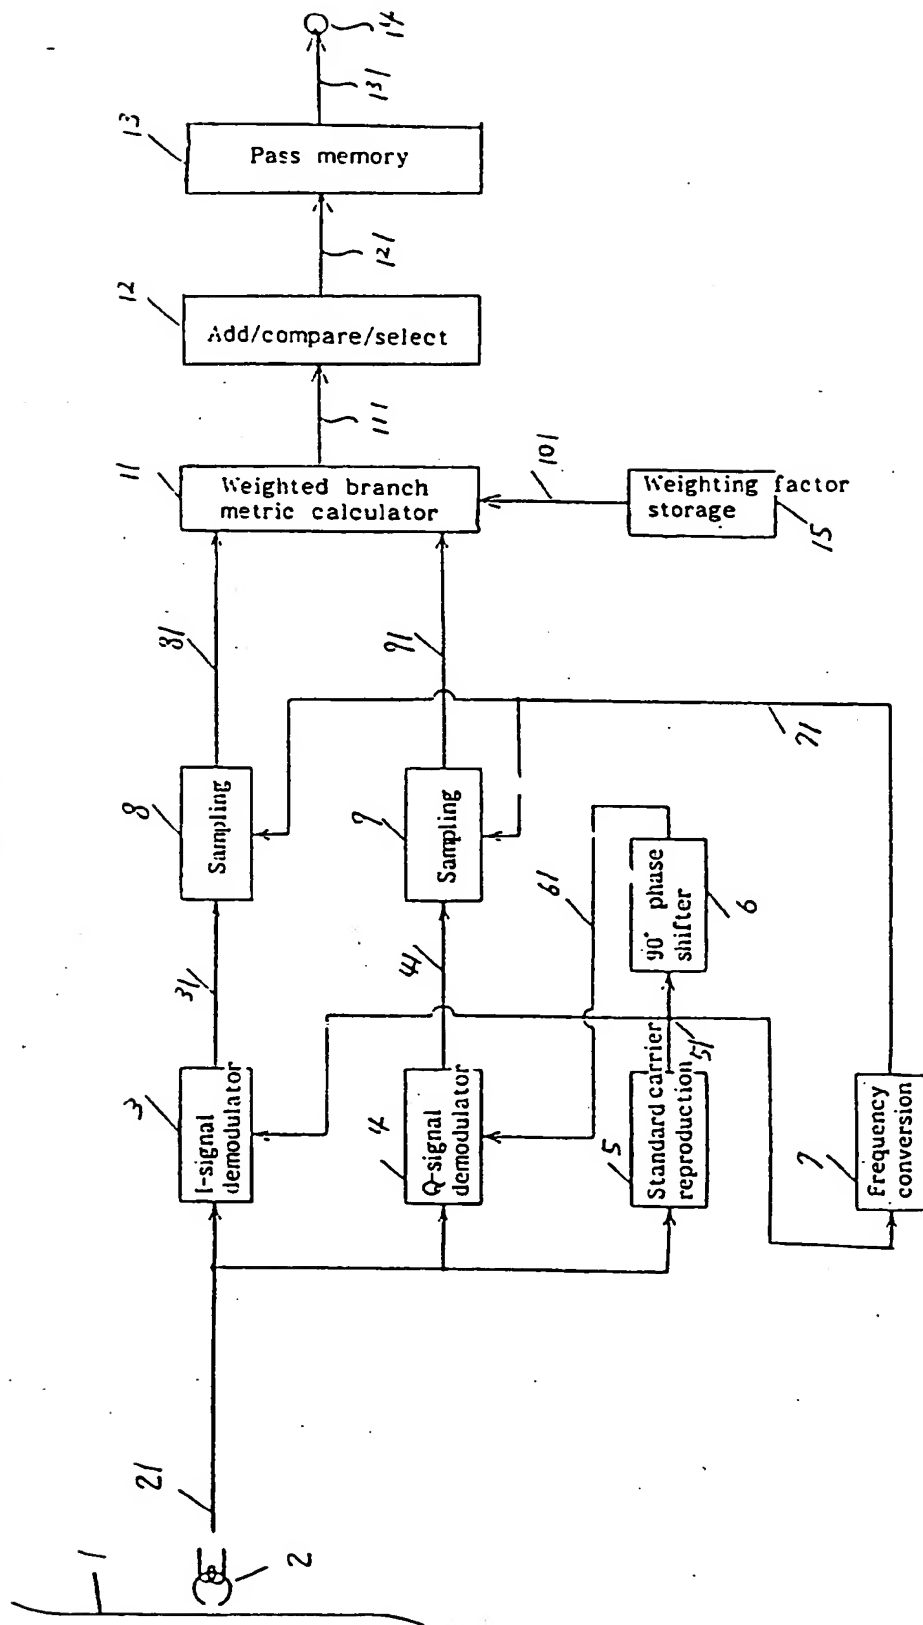 14
131
13
Pass memory
121
12
Add/compare/select
111
11
Weighted branch
metric calculator
101
Weighting factor
storage
15
81
91
71
8
Sampling
9
Sampling
61
90° phase
shifter
6
31
41
51
3
I-signal
demodulator
4
Q-signal
demodulator
5
Standard carrier
reproduction
7
Frequency
conversion
21
1
2